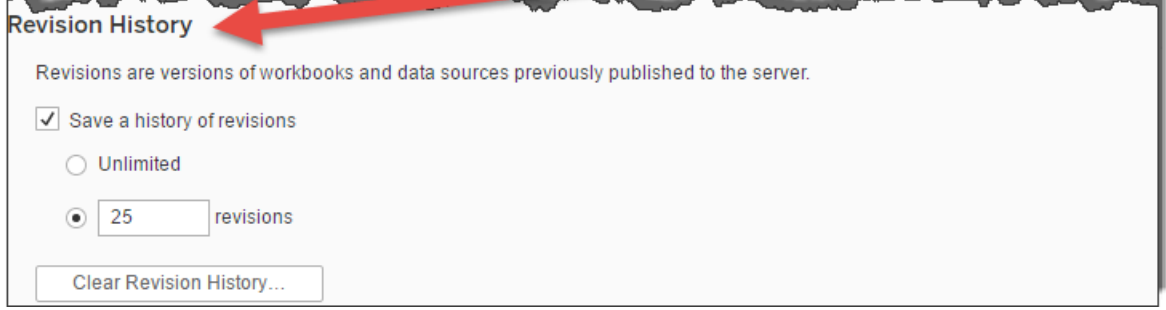 Revision History
Revisions are versions of workbooks and data sources previously published to the server.
Save a history of revisions
Unlimited
25 revisions
Clear Revision History...